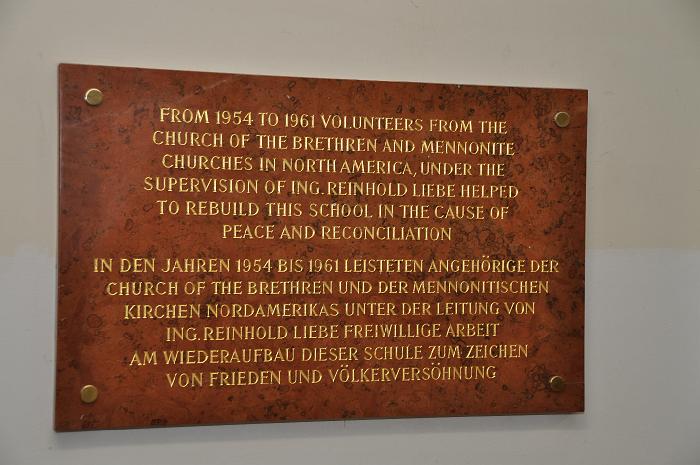 FROM 1954 TO 1961 VOLUNTEERS FROM THE
CHURCH OF THE BRETHREN AND MENNONITE
CHURCHES IN NORTH AMERICA, UNDER THE
SUPERVISION OF ING. REINHOLD LIEBE HELPED
TO REBUILD THIS SCHOOL IN THE CAUSE OF
PEACE AND RECONCILIATION
IN DEN JAHREN 1954 BIS 1961 LEISTETEN ANGEHÖRIGE DER
CHURCH OF THE BRETHREN UND DER MENNONITISCHEN
KIRCHEN NORDAMERIKAS UNTER DER LEITUNG VON
ING. REINHOLD LIEBE FREIWILLIGE ARBEIT
AM WIEDERAUFBAU DIESER SCHULE ZUM ZEICHEN
VON FRIEDEN UND VÖLKERVERSÖHNUNG